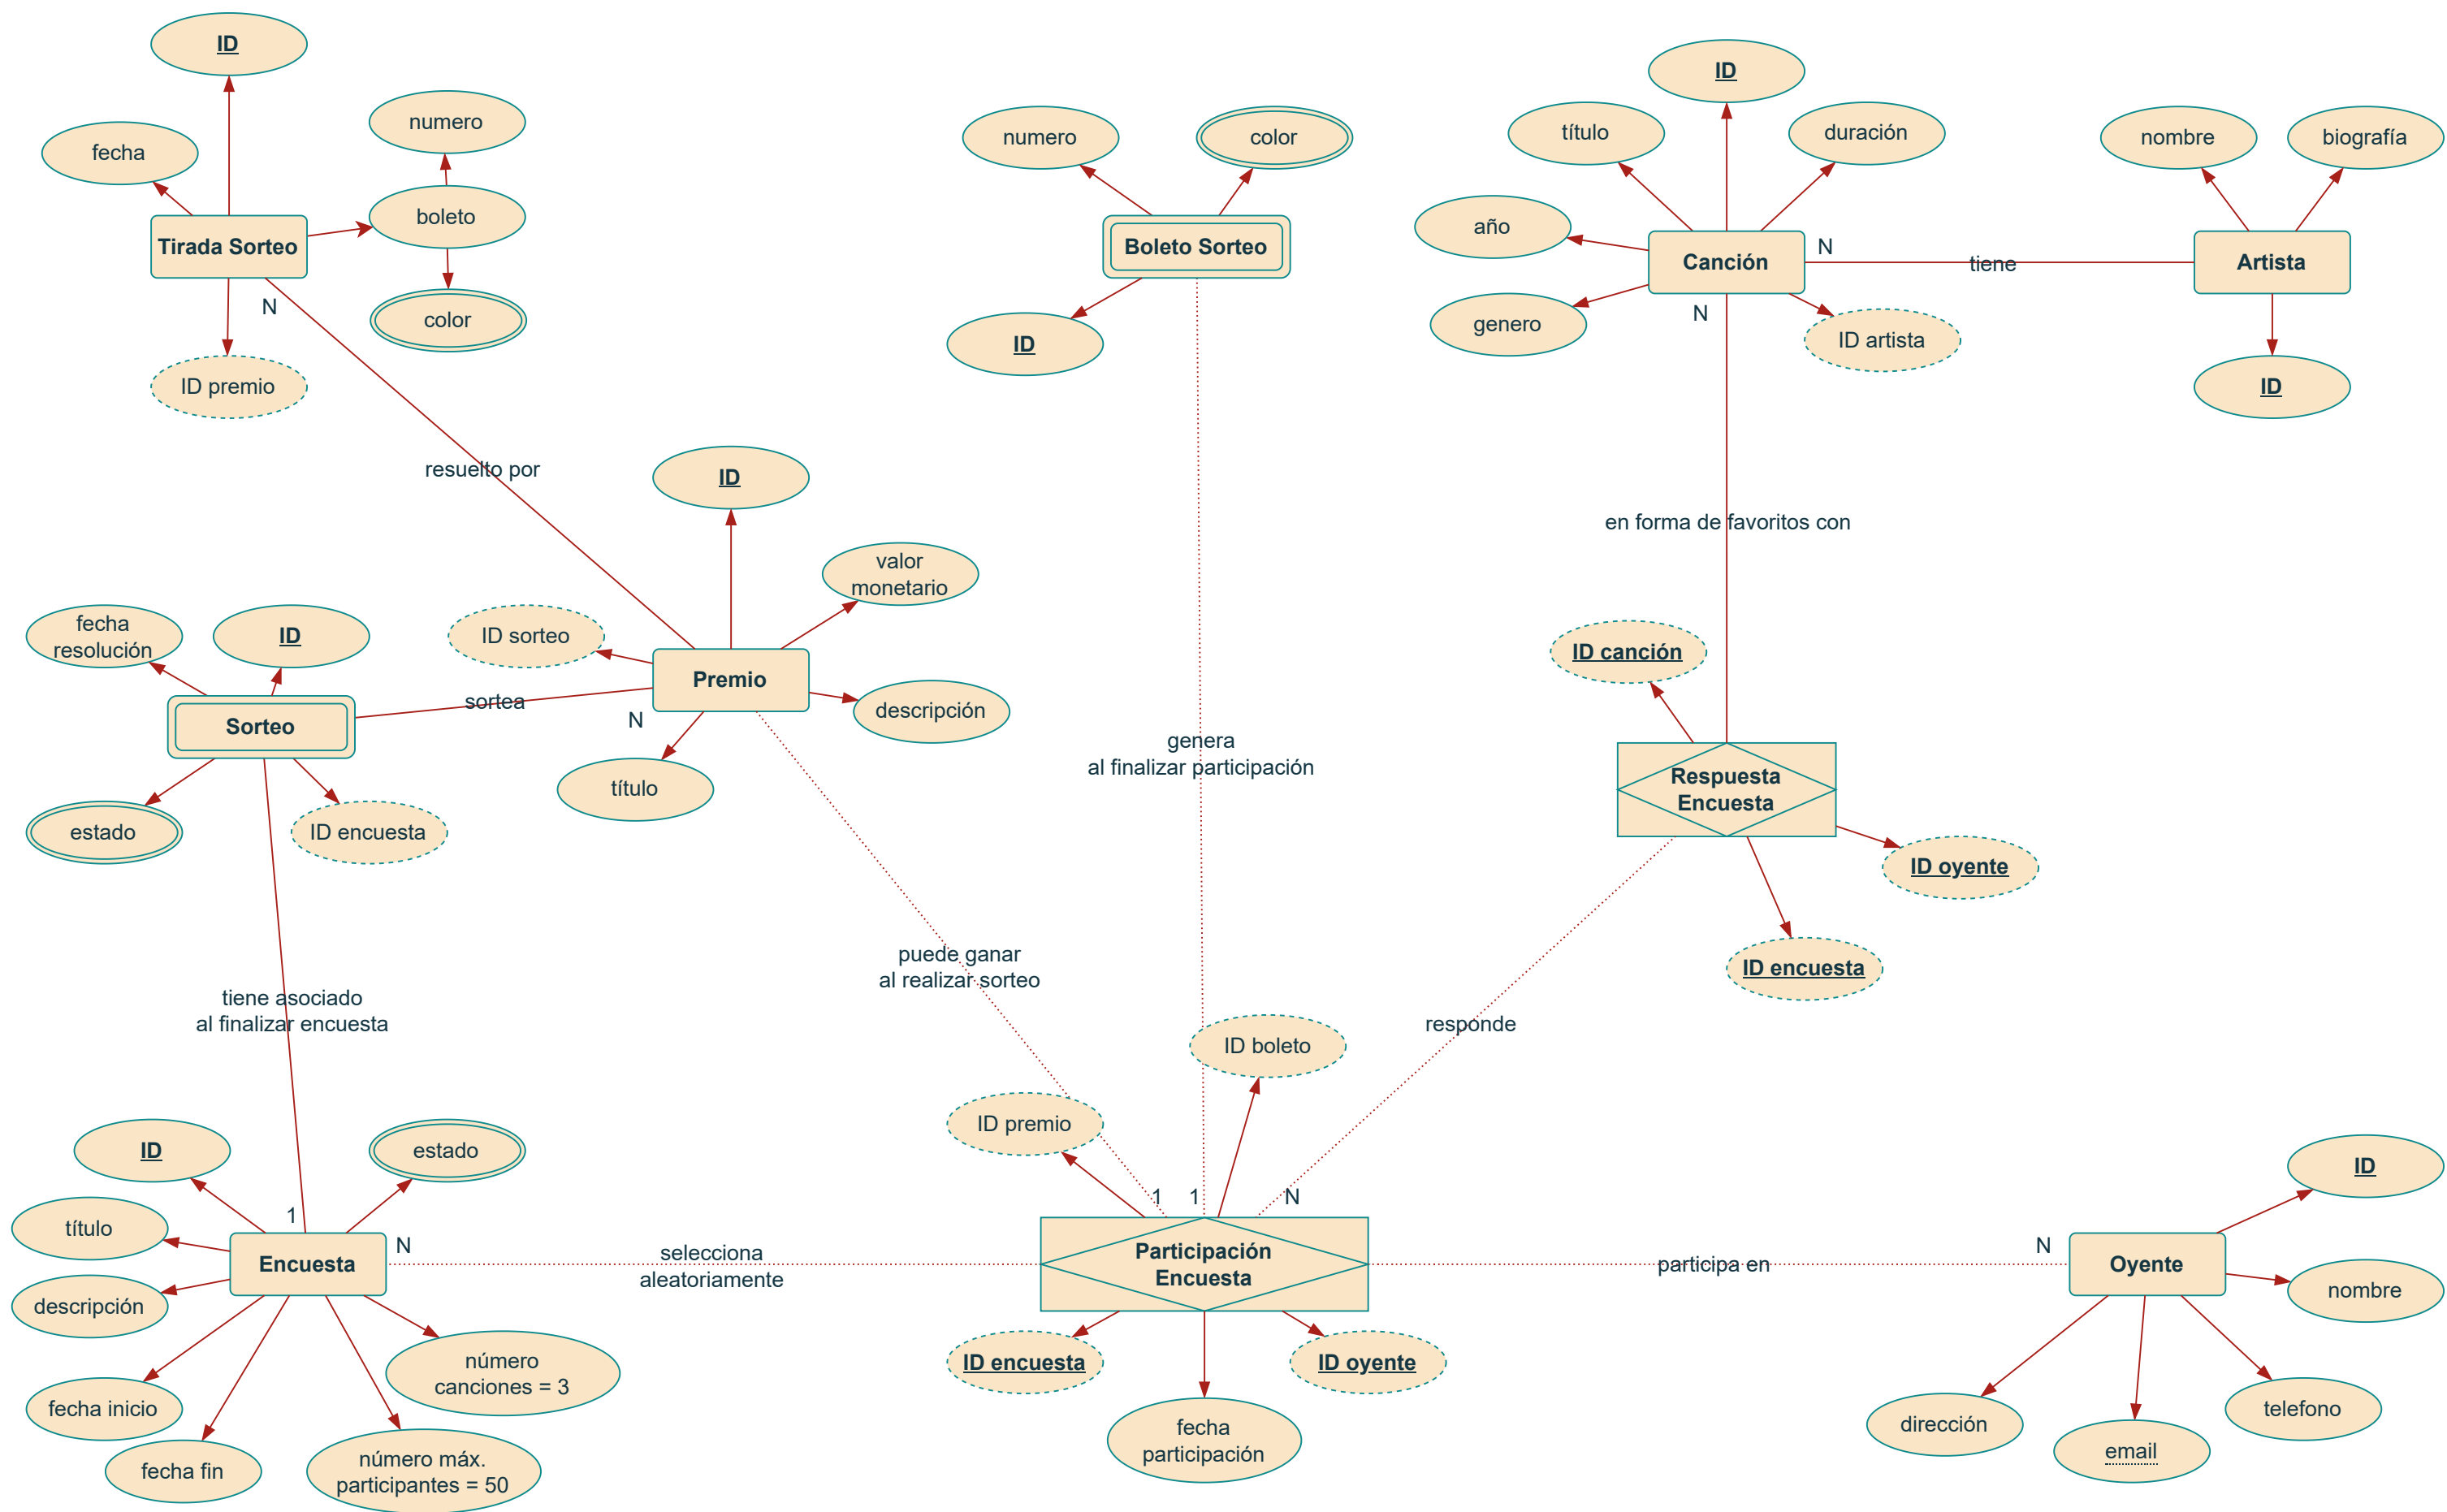 ID
numero
fecha
boleto
Tirada Sorteo
N
color
ID premio
resuelto por
numero
color
Boleto Sorteo
ID
ID
título
duración
año
Canción
N
genero
N
ID artista
tiene
nombre
biografía
Artista
ID
en forma de favoritos con
ID
valor
monetario
ID sorteo
Premio
descripción
N
título
sortea
fecha
resolución
ID
Sorteo
estado
ID encuesta
genera
al finalizar participación
ID canción
Respuesta
Encuesta
ID oyente
ID encuesta
puede ganar
al realizar sorteo
tiene asociado
al finalizar encuesta
responde
ID boleto
ID premio
1
1
N
ID
estado
título
1
Encuesta
N
descripción
fecha inicio
fecha fin
número
canciones = 3
número máx.
participantes = 50
selecciona
aleatoriamente
Participación
Encuesta
ID encuesta
ID oyente
fecha
participación
participa en
N
Oyente
ID
nombre
telefono
email
dirección